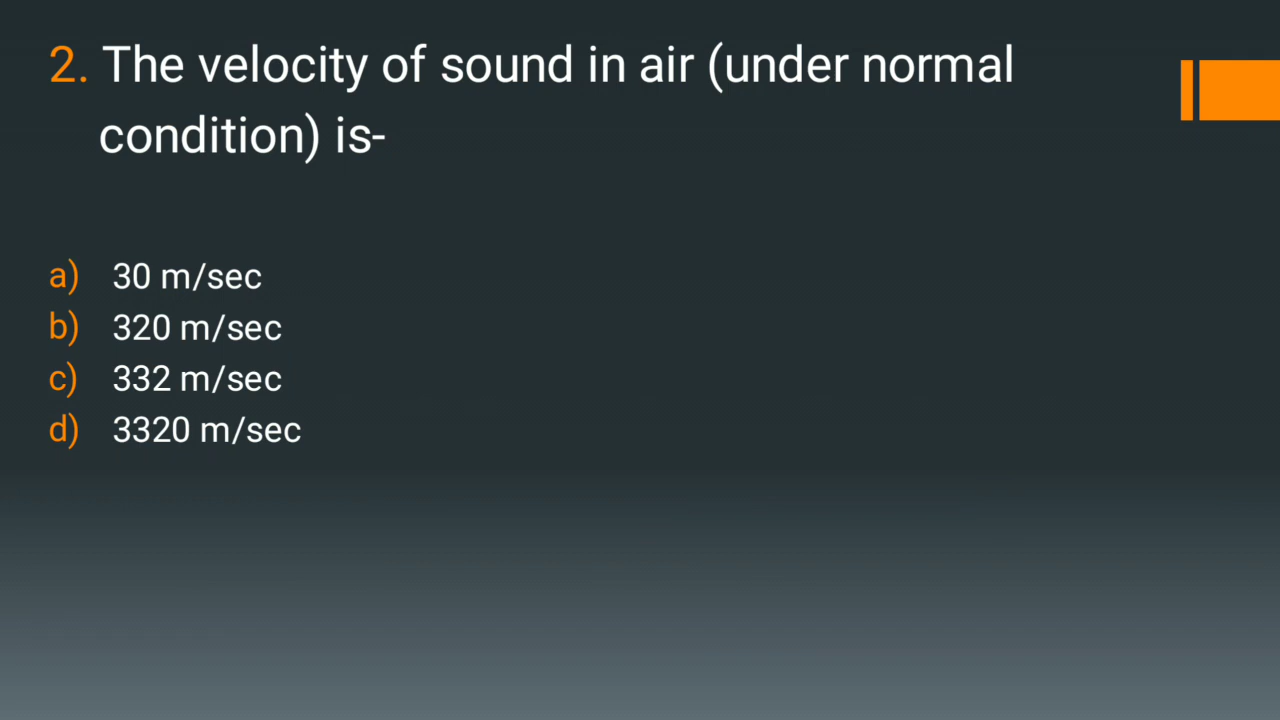 2. The velocity of sound in air (under normal
condition) is-
a) 30 m/sec
b) 320 m/sec
c) 332 m/sec
d) 3320 m/sec